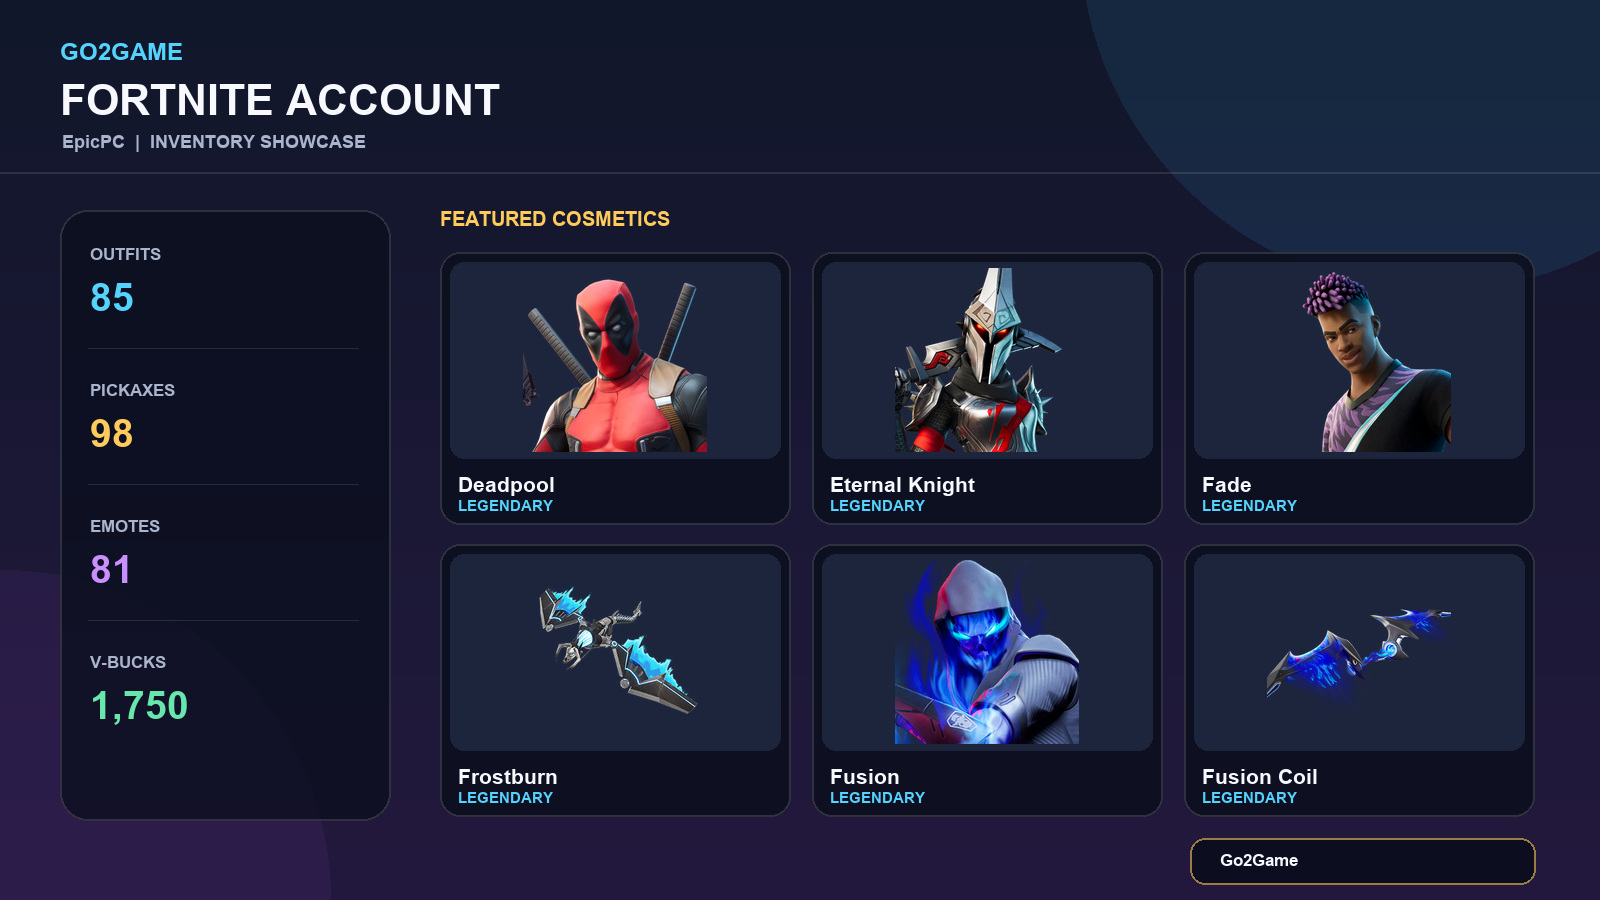 GO2GAME
FORTNITE ACCOUNT
EpicPC | INVENTORY SHOWCASE
OUTFITS
85
PICKAXES
98
EMOTES
81
V-BUCKS
1,750
FEATURED COSMETICS
Deadpool
LEGENDARY
Eternal Knight
LEGENDARY
Fade
LEGENDARY
Frostburn
LEGENDARY
Fusion
LEGENDARY
Fusion Coil
LEGENDARY
Go2Game